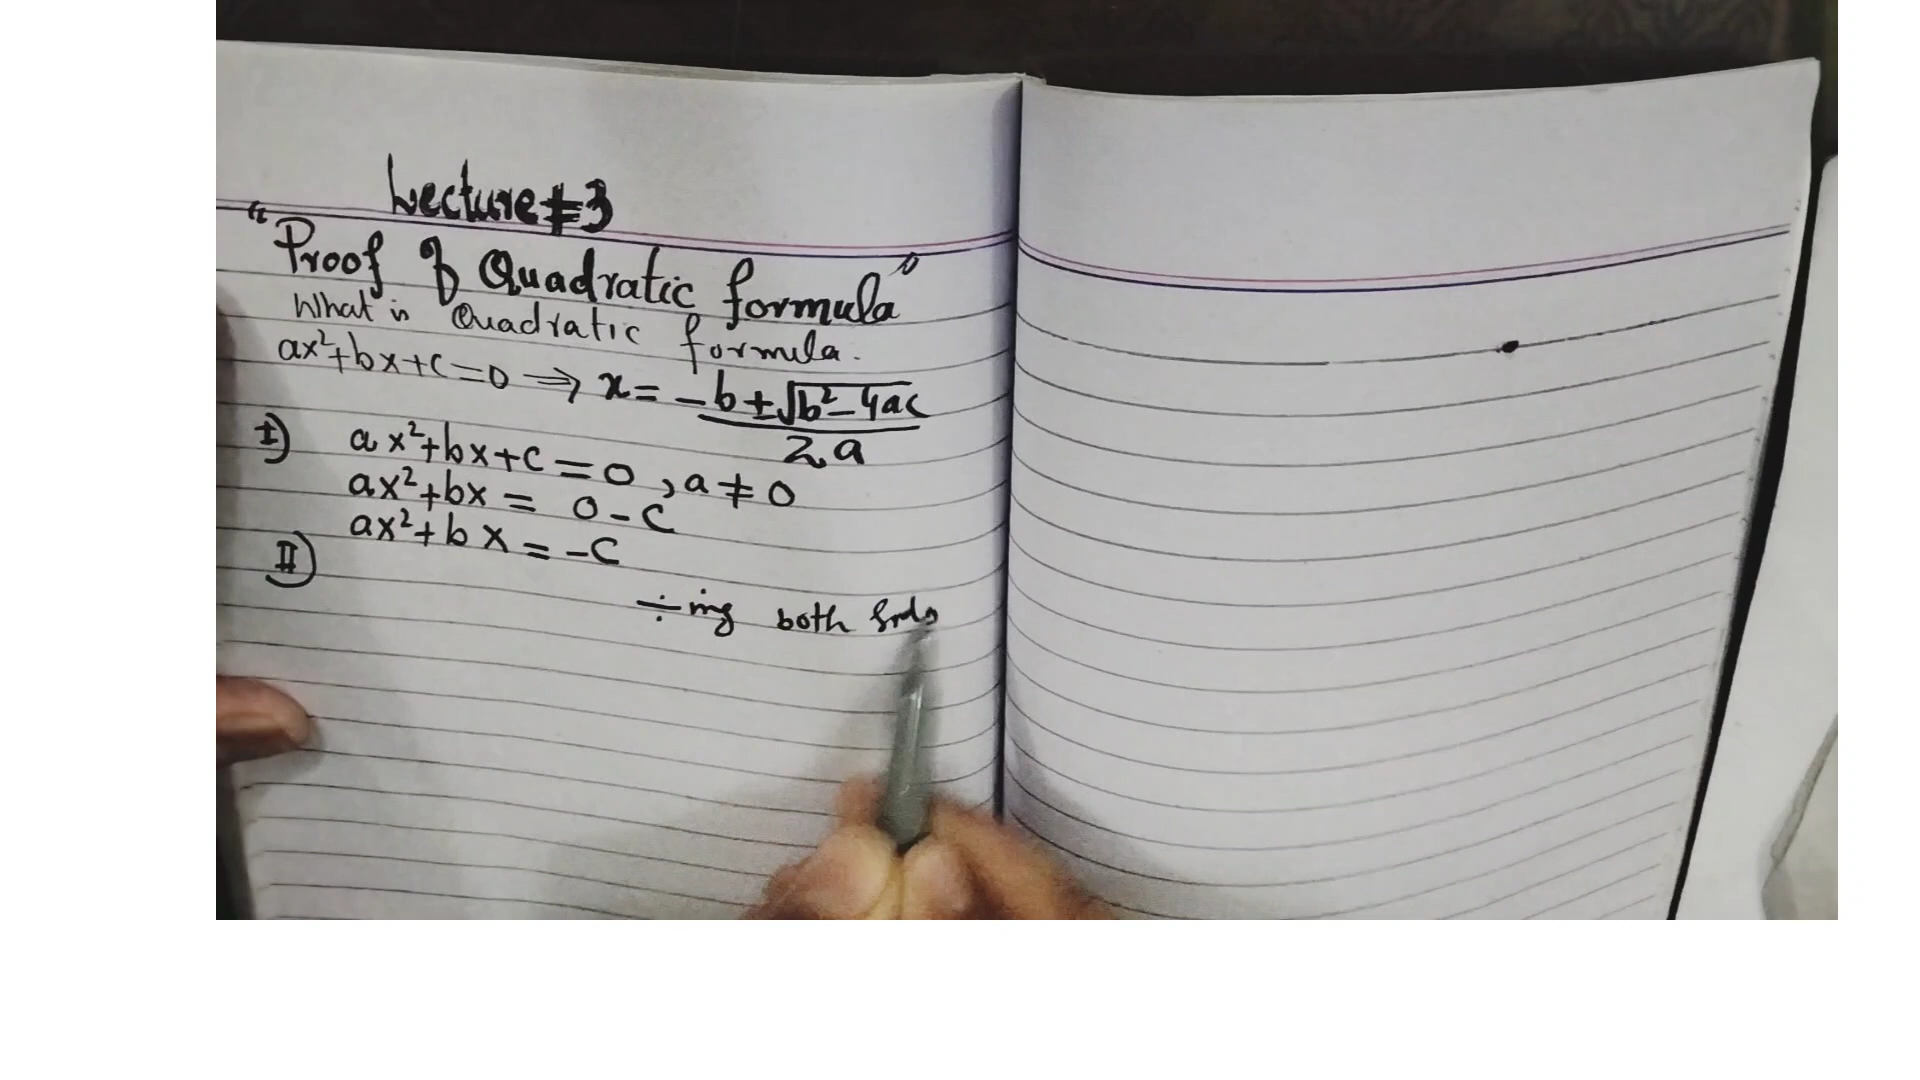 Lecture # 3
"Proof of Quadratic formula"
What is Quadratic formula.
ax²+bx+c=0 ⇒ x= -b±√b²-4ac / 2a
I) ax²+bx+c=0, a≠0
ax²+bx = 0-c
ax²+bx = -c
II)
÷ing both